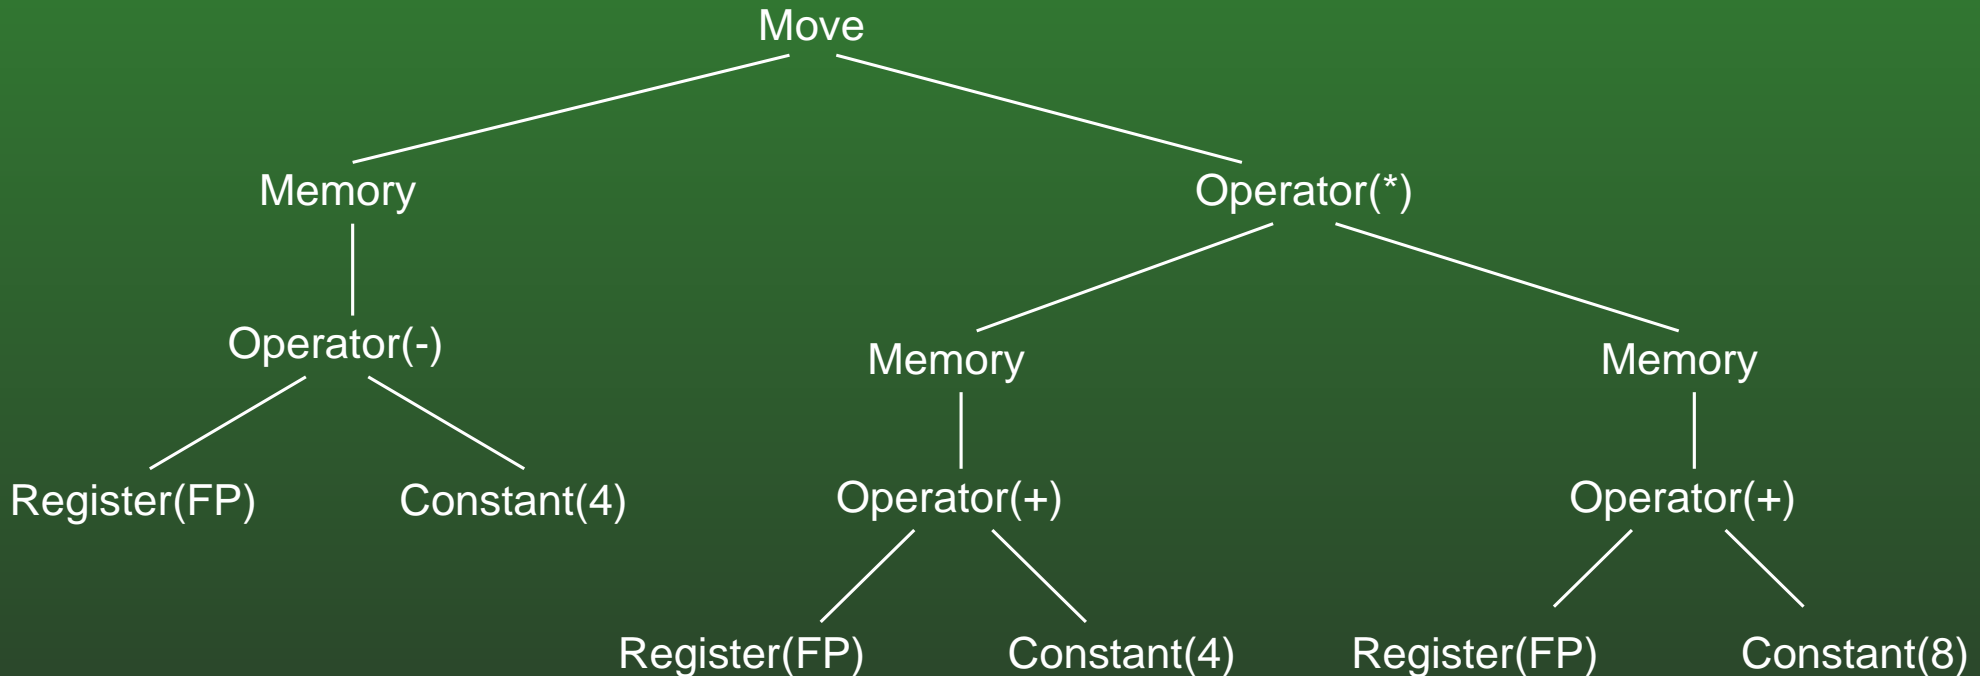 Move
Memory
Operator(*)
Operator(-)
Memory
Memory
Register(FP)
Constant(4)
Operator(+)
Operator(+)
Register(FP)
Constant(4)
Register(FP)
Constant(8)